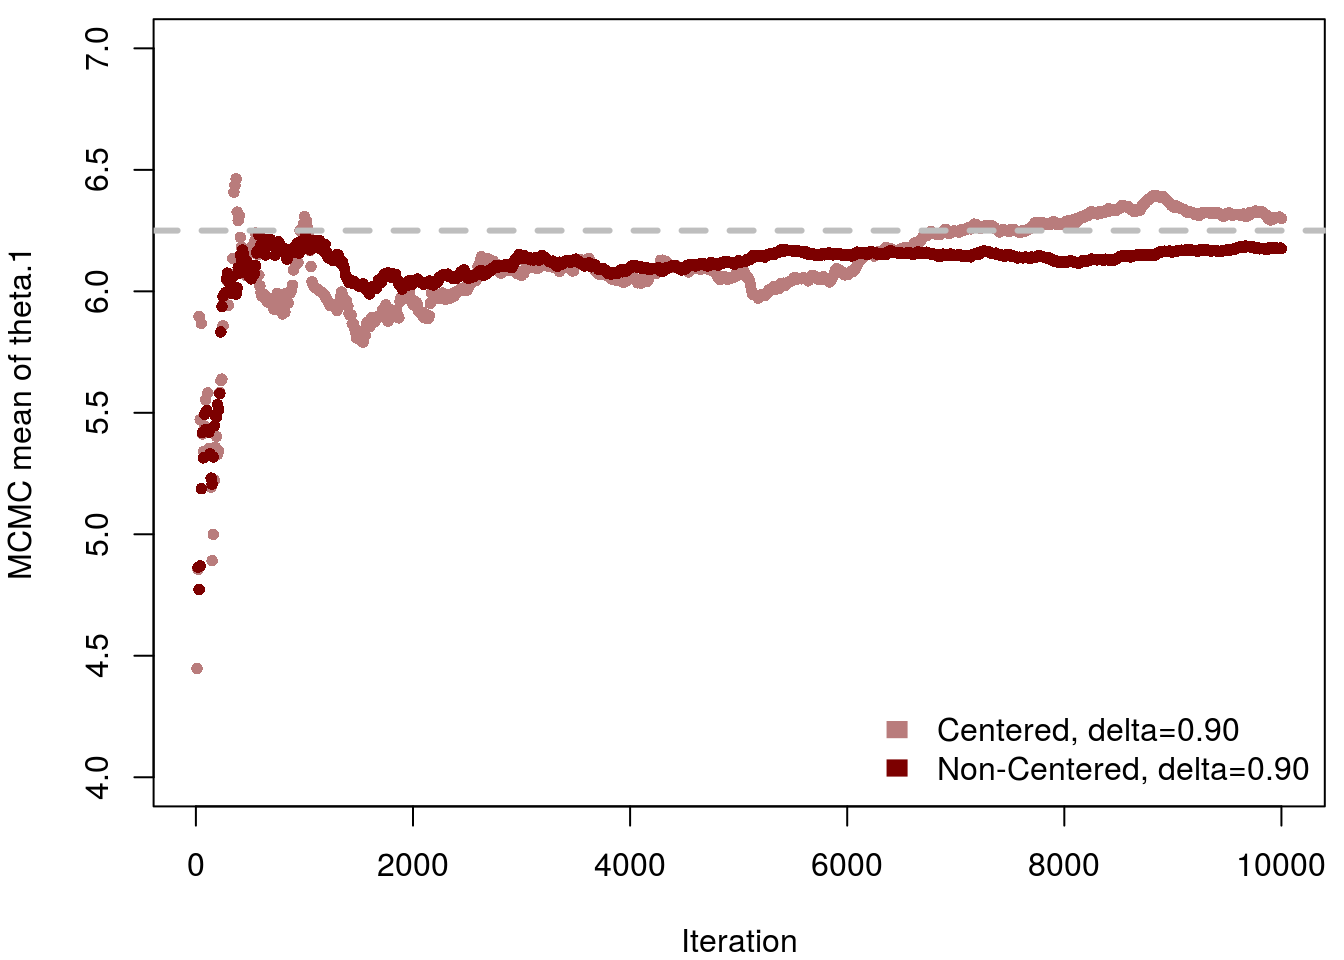 MCMC mean of theta.1
7.0
6.5
6.0
5.5
5.0
4.5
4.0
Centered, delta=0.90
Non-Centered, delta=0.90
0 2000 4000 6000 8000 10000
Iteration